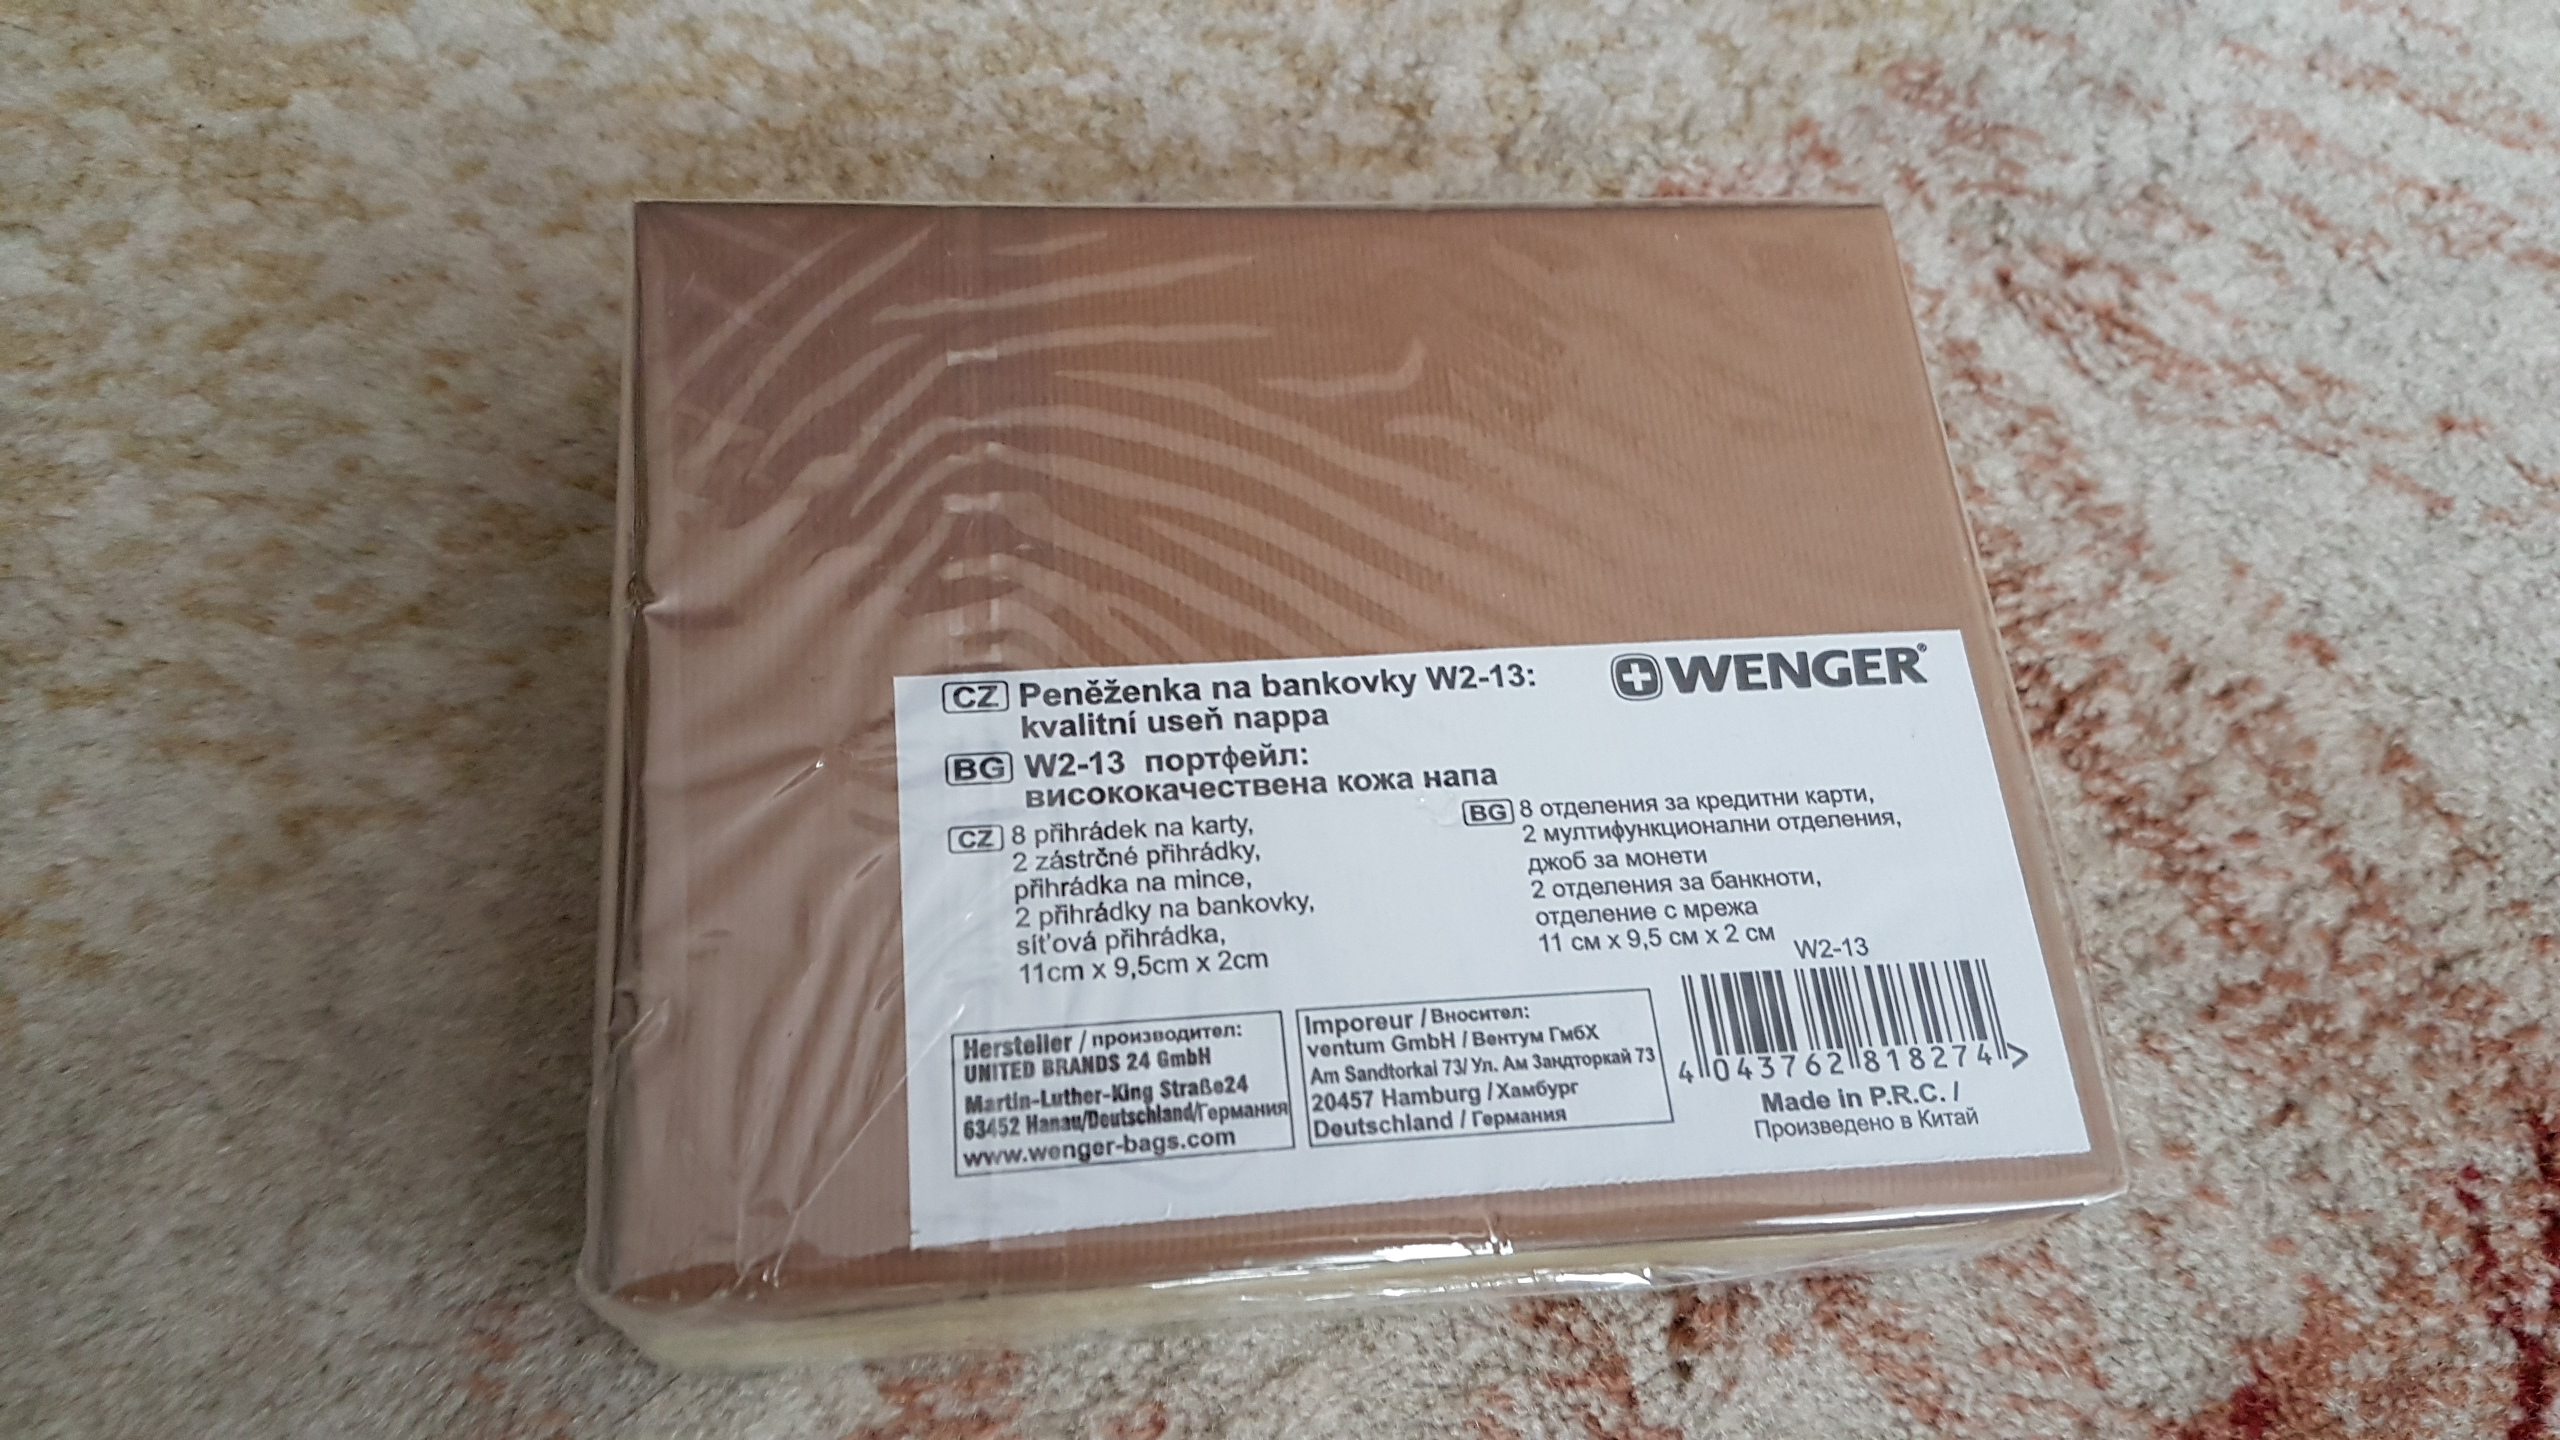 CZ Peněženka na bankovky W2-13:
kvalitní useň nappa
WENGER®
BG W2-13 портфейл:
висококачествена кожа напа
CZ 8 přihrádek na karty,
2 zástrčné přihrádky,
přihrádka na mince,
2 přihrádky na bankovky,
síťová přihrádka,
11cm x 9,5cm x 2cm
BG 8 отделения за кредитни карти,
2 мултифункционални отделения,
джоб за монети
2 отделения за банкноти,
отделение с мрежа
11 см x 9,5 см x 2 см
Hersteller / производител:
UNITED BRANDS 24 GmbH
Martin-Luther-King Straße24
63452 Hanau/Deutschland/Германия
www.wenger-bags.com
Imporeur / Вносител:
ventum GmbH / Вентум ГмбХ
Am Sandtorkai 73/ Ул. Ам Зандторкай 73
20457 Hamburg / Хамбург
Deutschland / Германия
W2-13
4 043762 818274 >
Made in P.R.C. /
Произведено в Китай